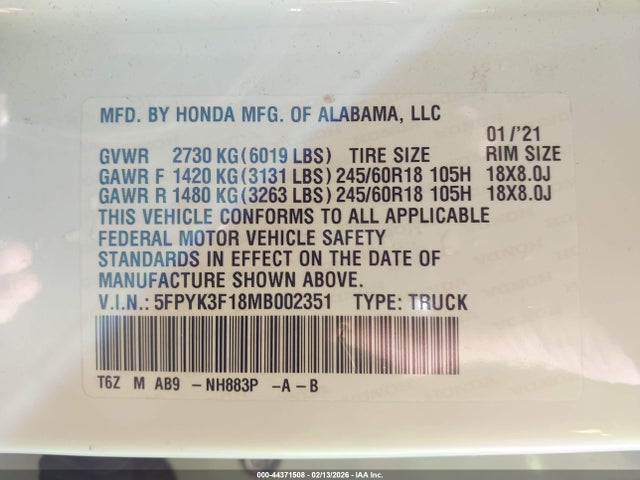 MFD. BY HONDA MFG. OF ALABAMA, LLC
01/'21
GVWR 2730 KG(6019 LBS) TIRE SIZE RIM SIZE
GAWR F 1420 KG(3131 LBS) 245/60R18 105H 18X8.0J
GAWR R 1480 KG(3263 LBS) 245/60R18 105H 18X8.0J
THIS VEHICLE CONFORMS TO ALL APPLICABLE
FEDERAL MOTOR VEHICLE SAFETY
STANDARDS IN EFFECT ON THE DATE OF
MANUFACTURE SHOWN ABOVE.
V.I.N.: 5FPYK3F18MB002351 TYPE: TRUCK
T6Z M AB9 -NH883P -A-B
000-44371508 - 02/13/2026 - IAA Inc.